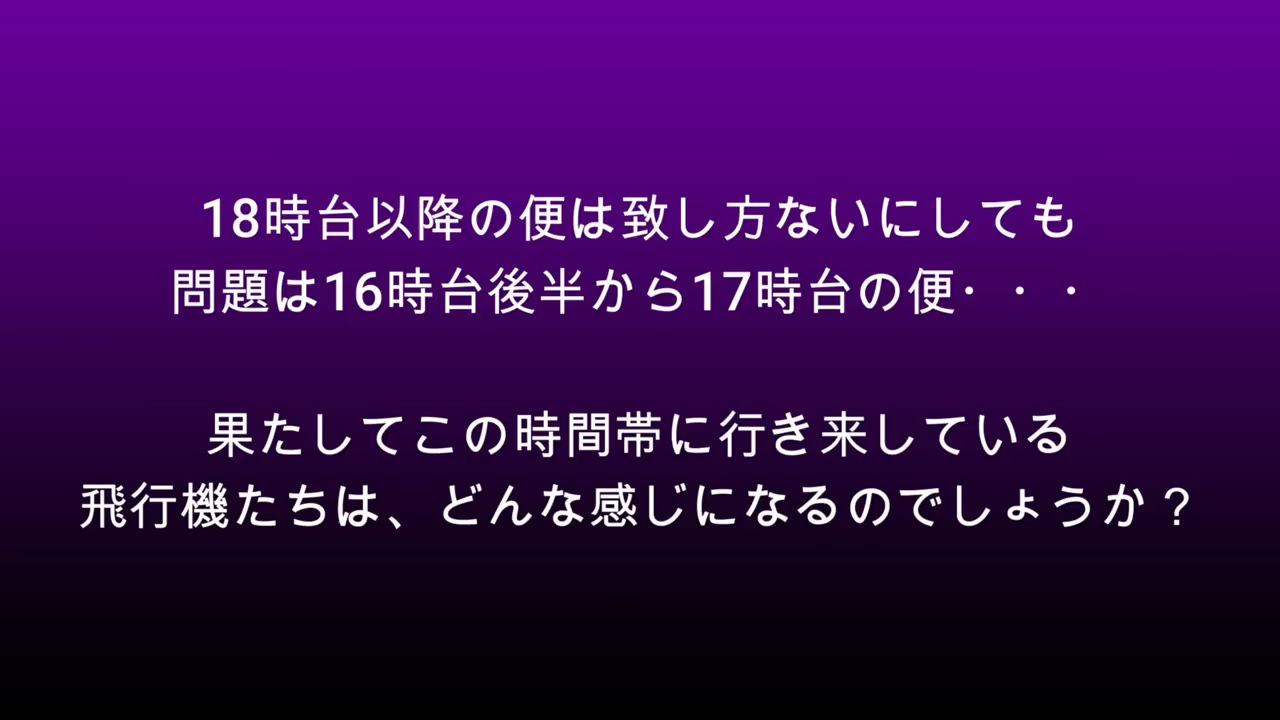 18時台以降の便は致し方ないにしても
問題は16時台後半から17時台の便・・・
果たしてこの時間帯に行き来している
飛行機たちは、どんな感じになるのでしょうか？